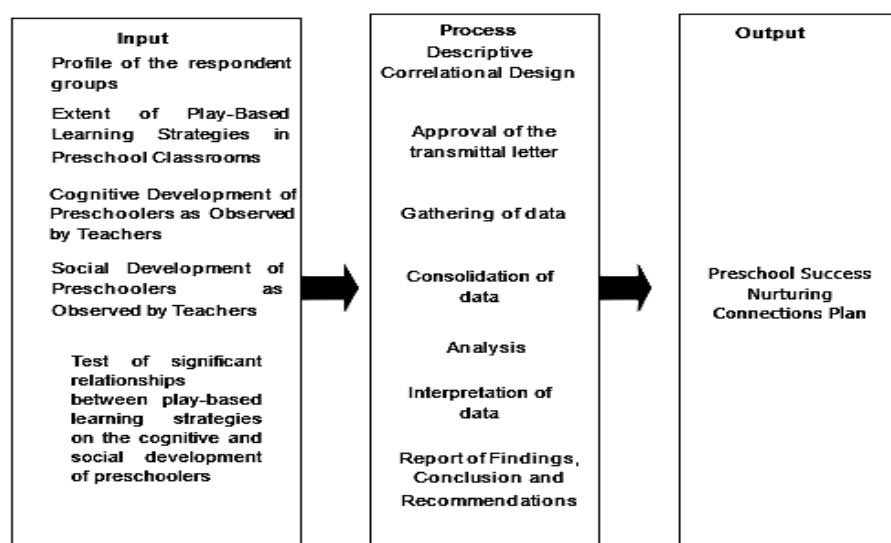 Input
Profile of the respondent
groups
Extent of Play-Based
Learning Strategies in
Preschool Classrooms
Cognitive Development of
Preschoolers as Observed
by Teachers
Social Development of
Preschoolers as
Observed by Teachers
Test of significant
relationships
between play-based
learning strategies
on the cognitive and
social development
of preschoolers
Process
Descriptive
Correlational Design
Approval of the
transmittal letter
Gathering of data
Consolidation of
data
Analysis
Interpretation of
data
Report of Findings,
Conclusion and
Recommendations
Output
Preschool Success
Nurturing
Connections Plan